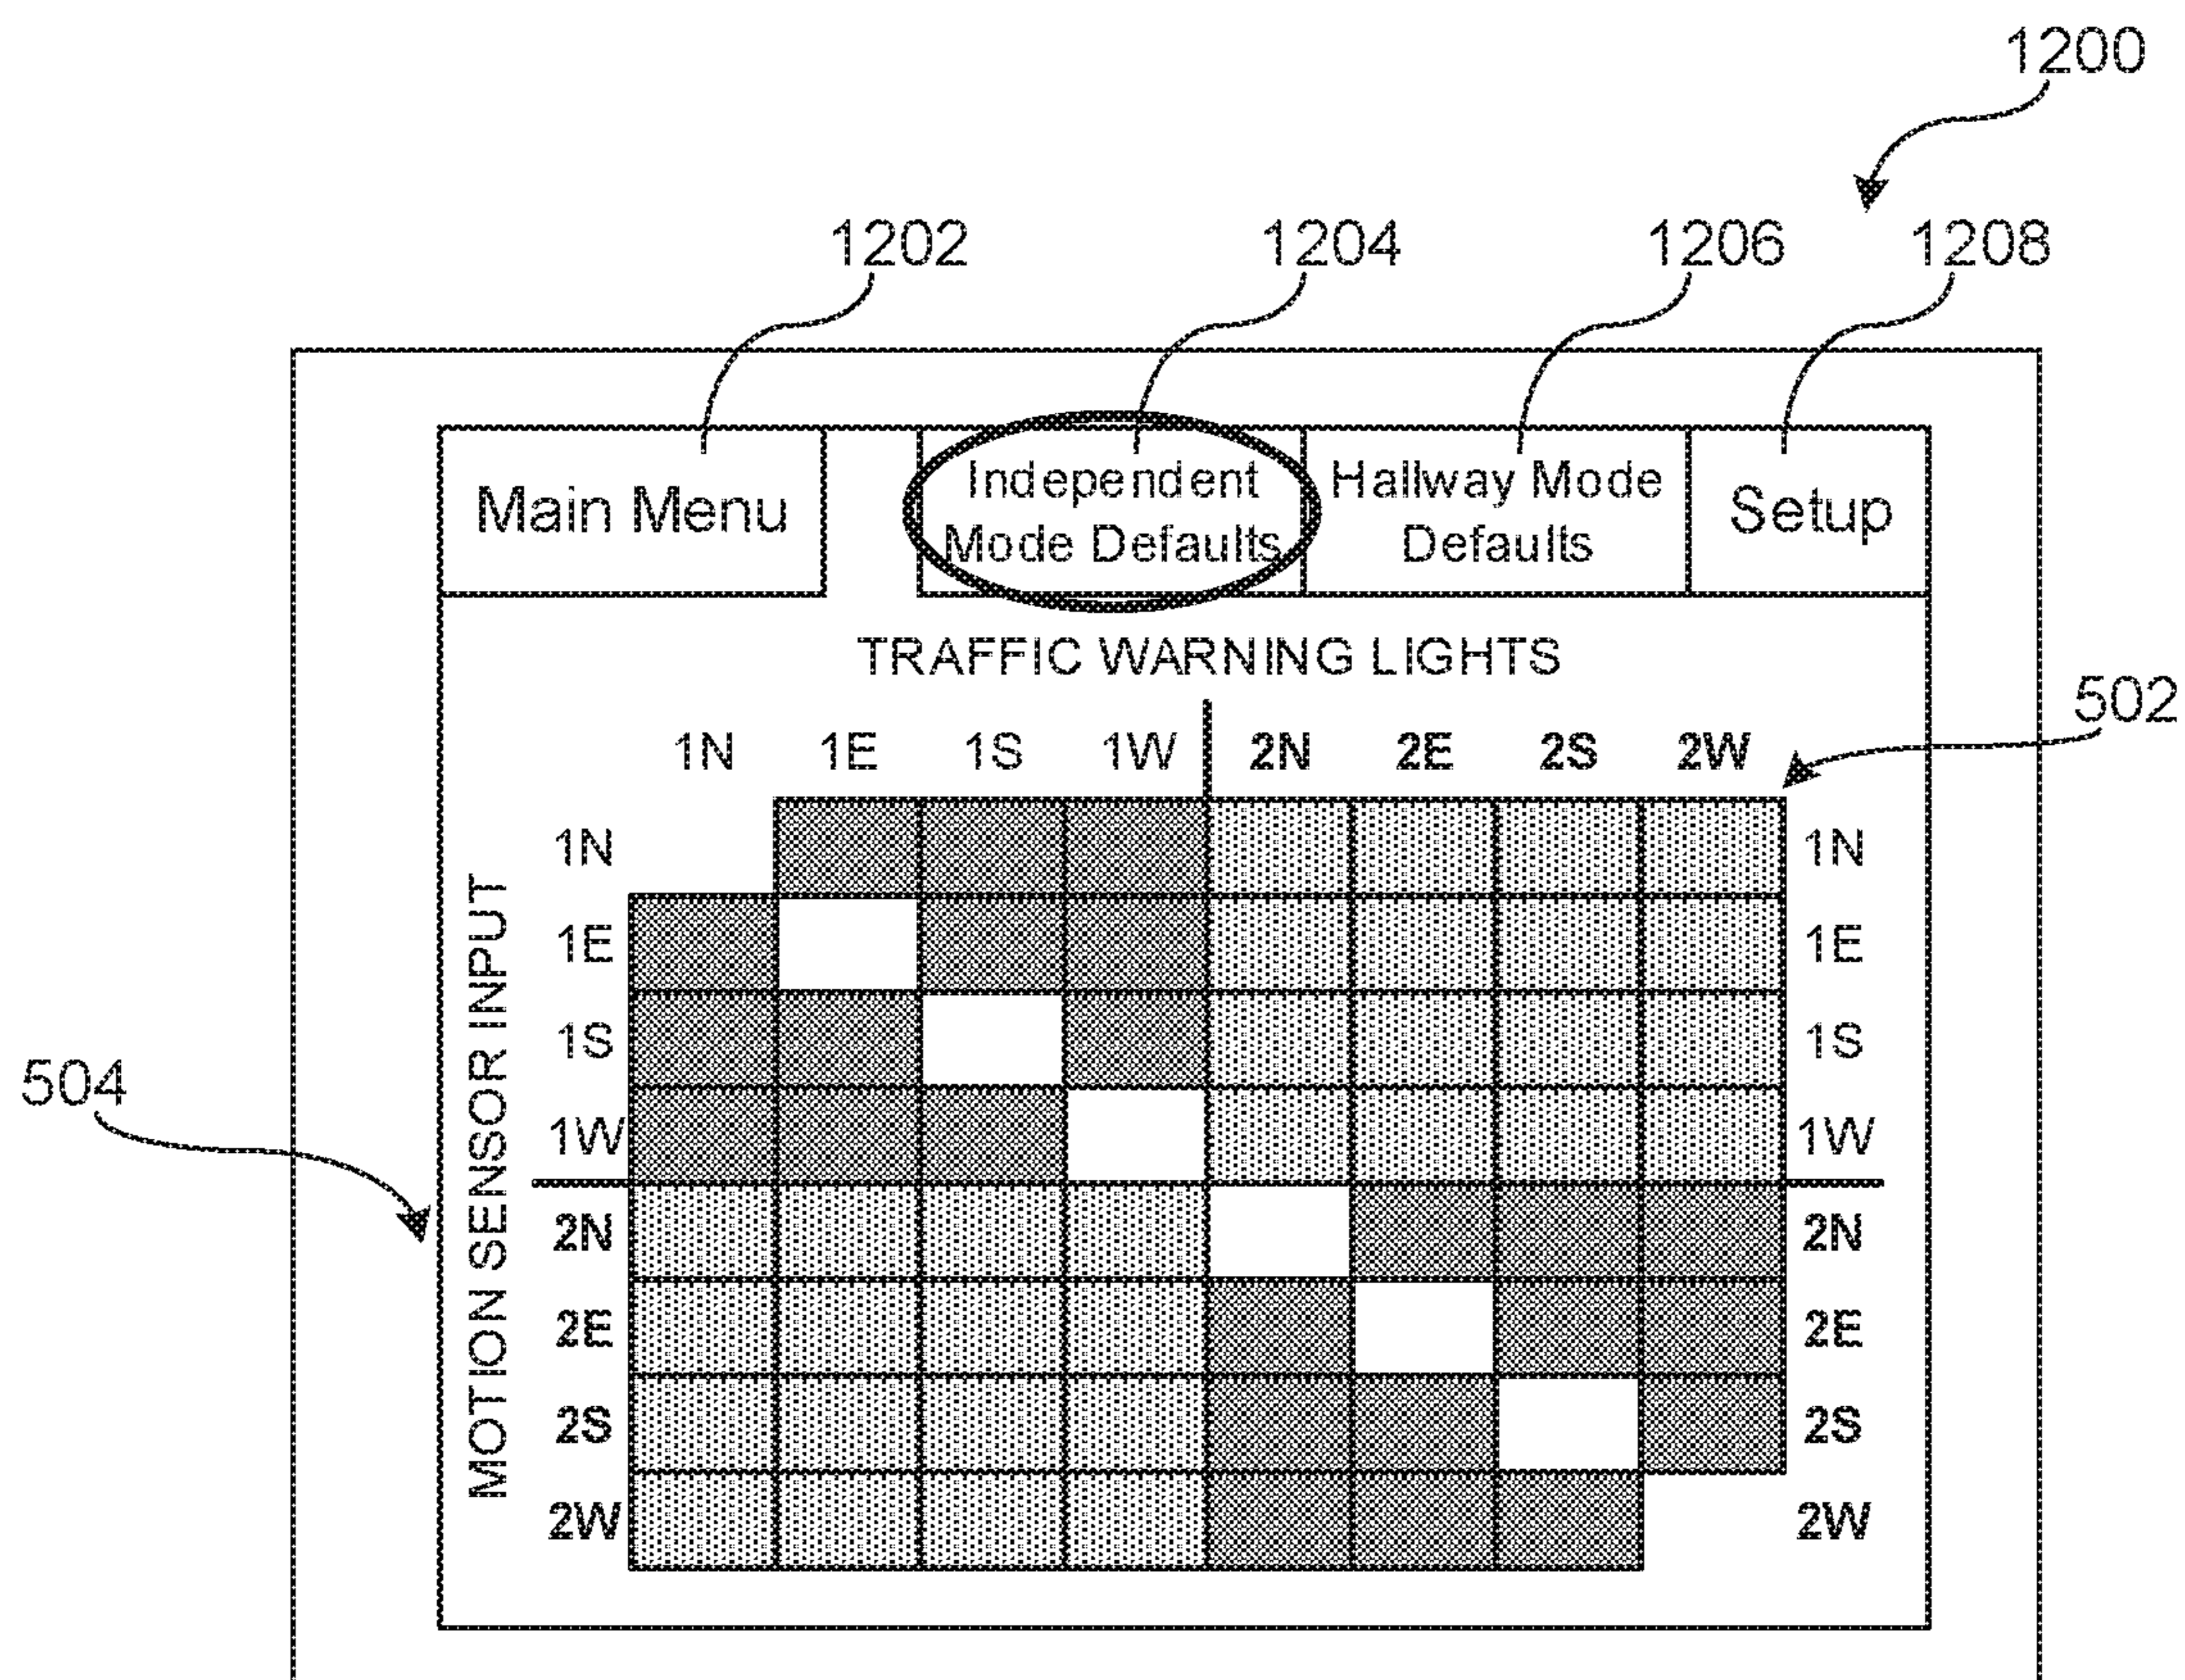 1200
1202 1204 1206 1208
Main Menu
Independent
Mode Defaults
Hallway Mode
Defaults
Setup
TRAFFIC WARNING LIGHTS
502
1N 1E 1S 1W 2N 2E 2S 2W
MOTION SENSOR INPUT
504
1N 1N
1E 1E
1S 1S
1W 1W
2N 2N
2E 2E
2S 2S
2W 2W